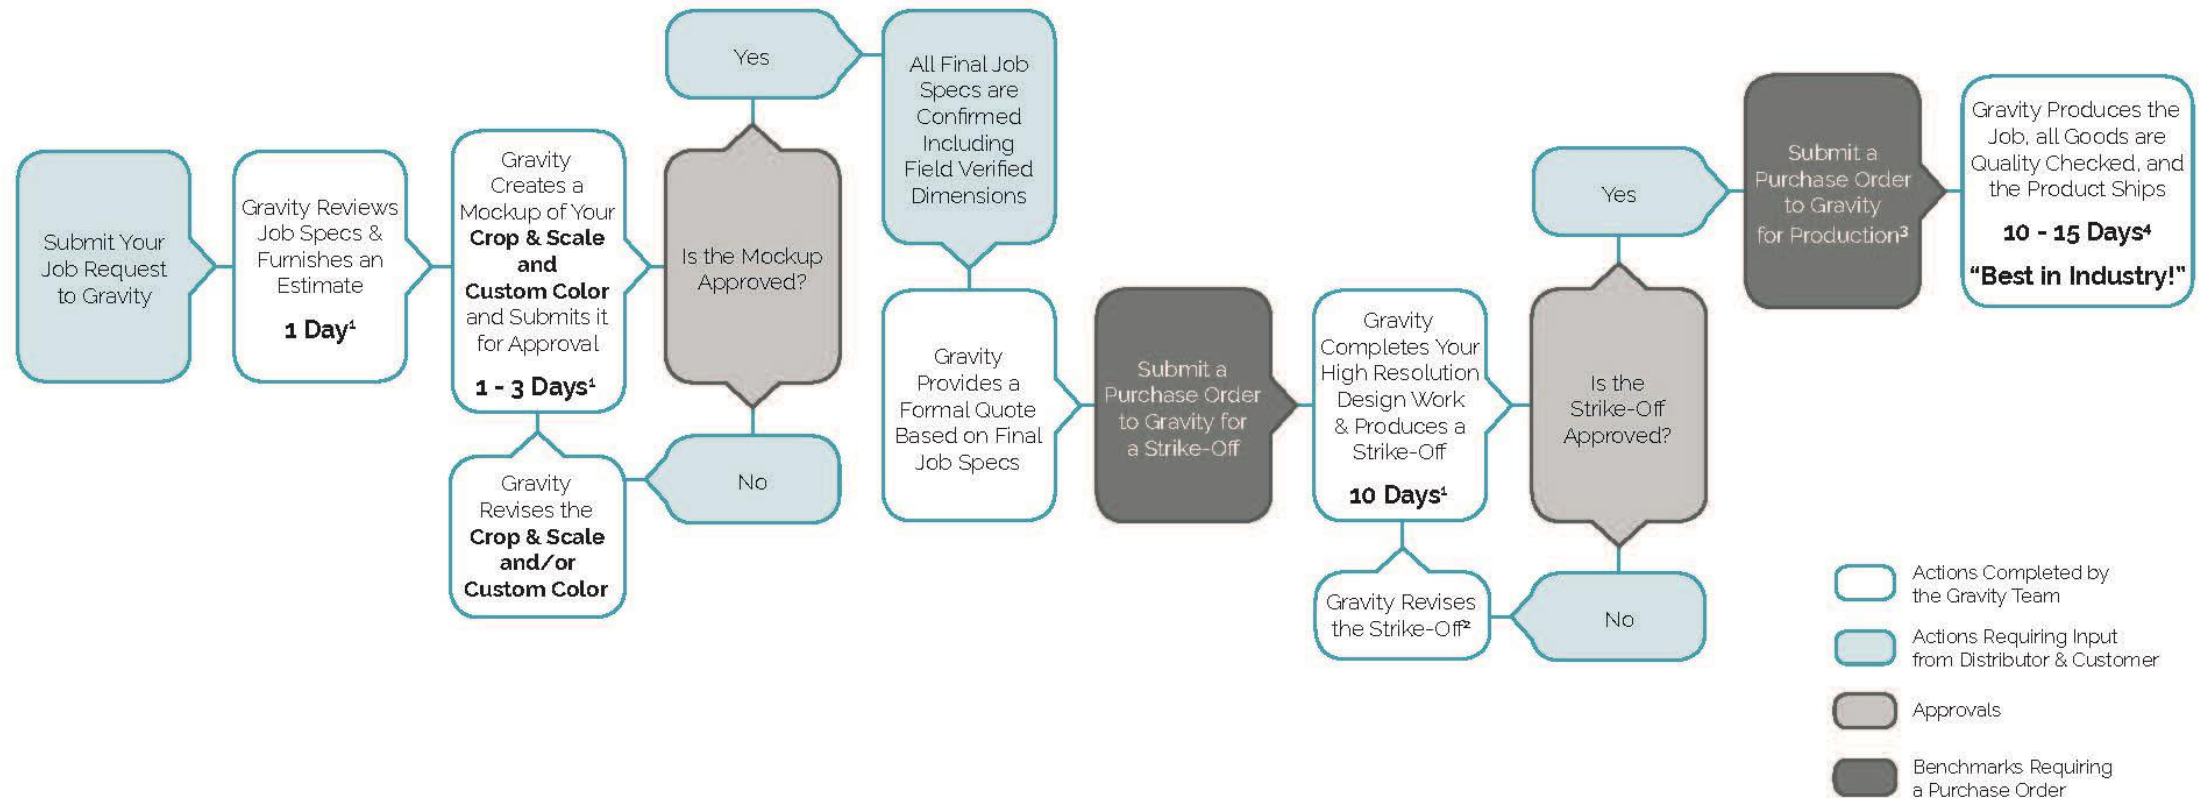 Submit Your
Job Request
to Gravity
Gravity Reviews
Job Specs &
Furnishes an
Estimate
1 Day¹
Gravity
Creates a
Mockup of Your
Crop & Scale
and
Custom Color
and Submits it
for Approval
1 - 3 Days¹
Gravity
Revises the
Crop & Scale
and/or
Custom Color
Is the Mockup
Approved?
Yes
No
All Final Job
Specs are
Confirmed
Including
Field Verified
Dimensions
Gravity
Provides a
Formal Quote
Based on Final
Job Specs
Submit a
Purchase Order
to Gravity for
a Strike-Off
Gravity
Completes Your
High Resolution
Design Work
& Produces a
Strike-Off
10 Days¹
Gravity Revises
the Strike-Off²
Is the
Strike-Off
Approved?
Yes
No
Submit a
Purchase Order
to Gravity
for Production³
Gravity Produces the
Job, all Goods are
Quality Checked, and
the Product Ships
10 - 15 Days⁴
“Best in Industry!”
Actions Completed by
the Gravity Team
Actions Requiring Input
from Distributor & Customer
Approvals
Benchmarks Requiring
a Purchase Order